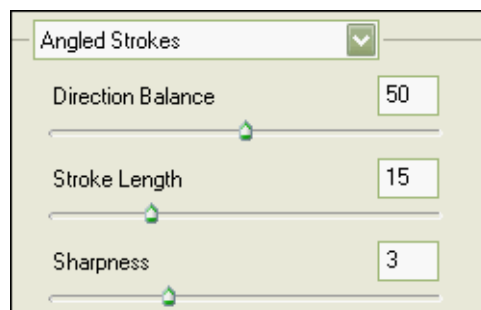 Angled Strokes
Direction Balance 50
Stroke Length 15
Sharpness 3